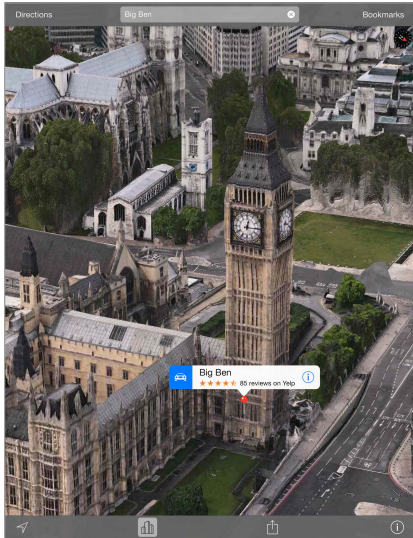 Directions
Big Ben
Bookmarks
Big Ben
85 reviews on Yelp